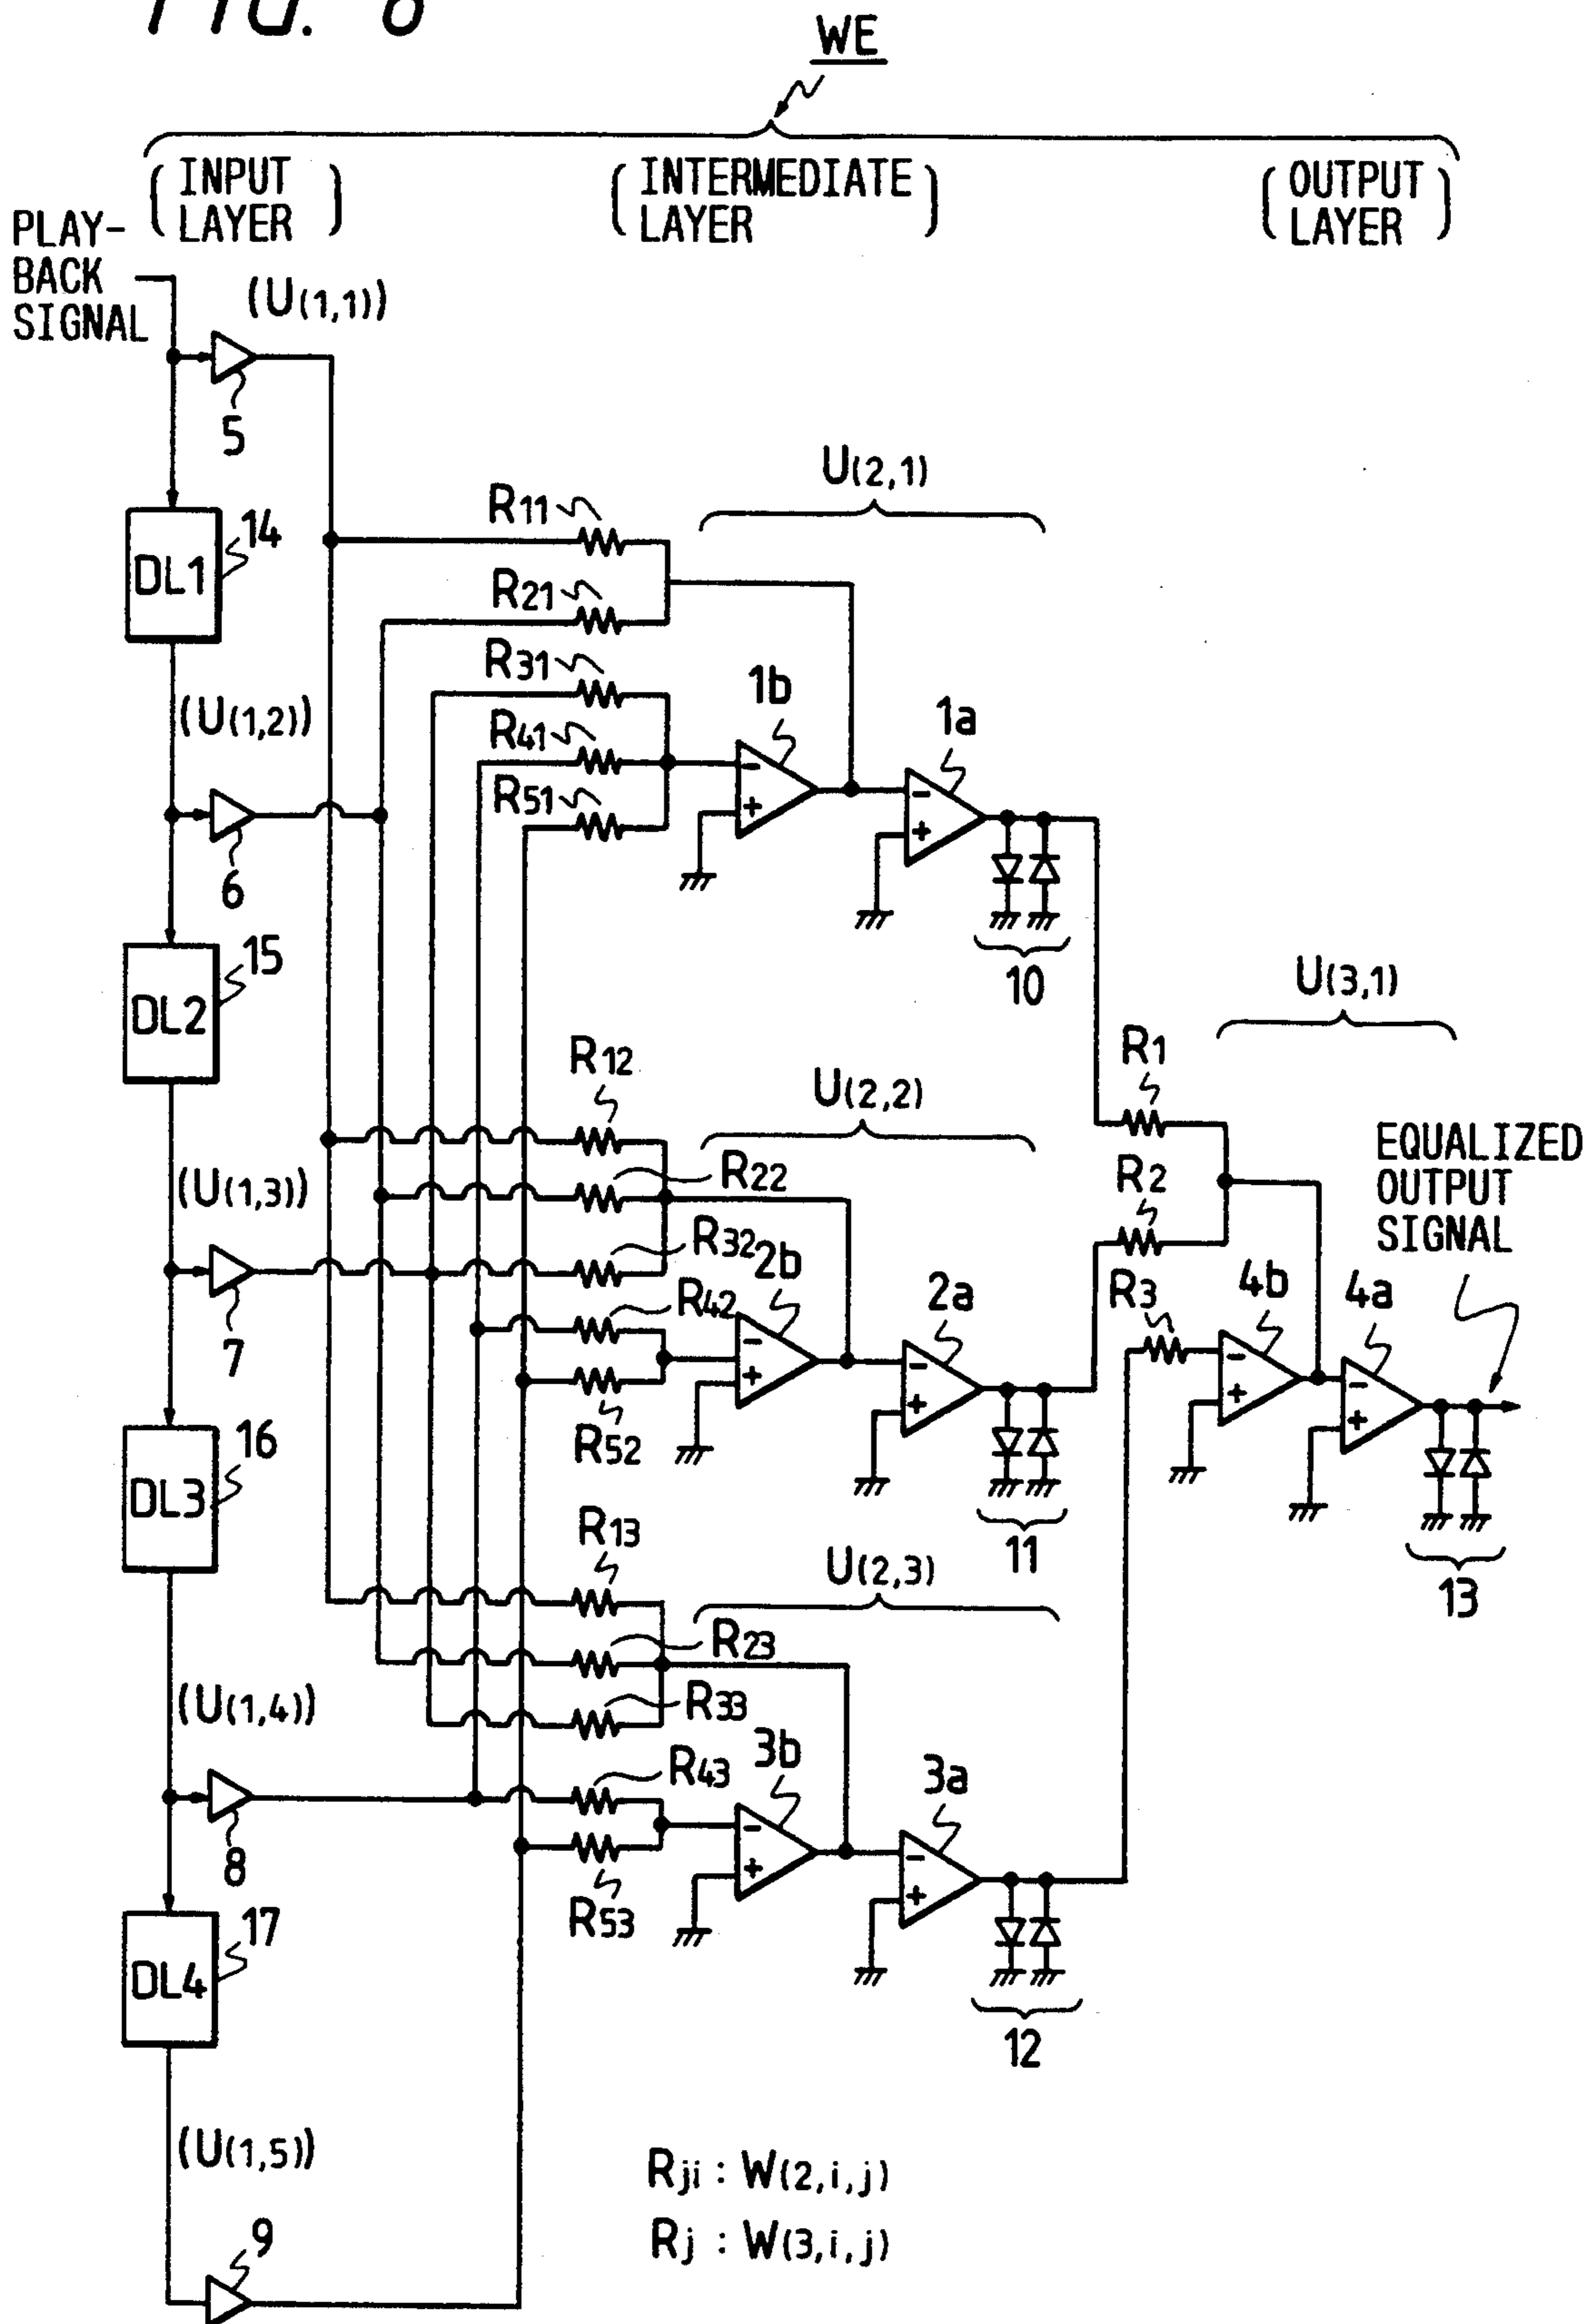 FIG. 6
WE
INPUT
LAYER
INTERMEDIATE
LAYER
OUTPUT
LAYER
PLAY-
BACK
SIGNAL
(U(1,1))
5
U(2,1)
R11
14
DL1
R21
R31
1b
1a
(U(1,2))
R41
R51
6
15
10
U(3,1)
DL2
R12
R1
U(2,2)
EQUALIZED
OUTPUT
SIGNAL
R22
R2
(U(1,3))
R32
2b
4b
4a
R42
2a
R3
7
16
R52
DL3
R13
11
U(2,3)
13
R23
(U(1,4))
R33
3b
R43
3a
8
R53
17
DL4
12
(U(1,5))
Rji : W(2,i,j)
Rj : W(3,i,j)
9